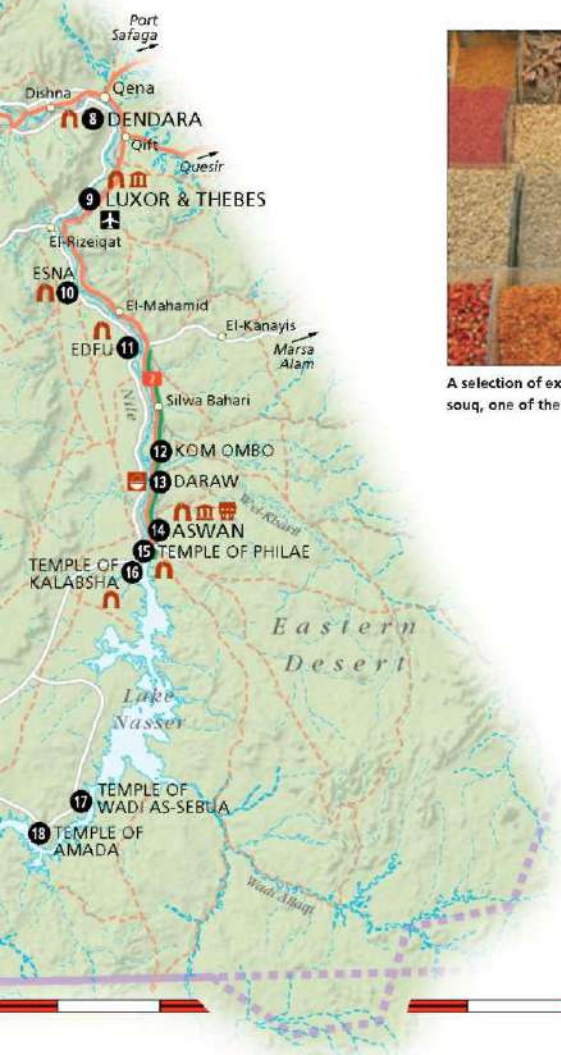 Port
Safaga
Dishna
Qena
8 DENDARA
Qift
Quesir
9 LUXOR & THEBES
El-Rizeiqat
ESNA
10
El-Mahamid
El-Kanayis
EDFU 11
Marsa
Alam
2
Nile
Silwa Bahari
12 KOM OMBO
13 DARAW
14 ASWAN
15 TEMPLE OF PHILAE
TEMPLE OF
KALABSHA 16
Eastern
Desert
Lake
Nasser
17 TEMPLE OF
WADI AS-SEBUA
18 TEMPLE OF
AMADA
Wadi Allaqi
A selection of ex
souq, one of the